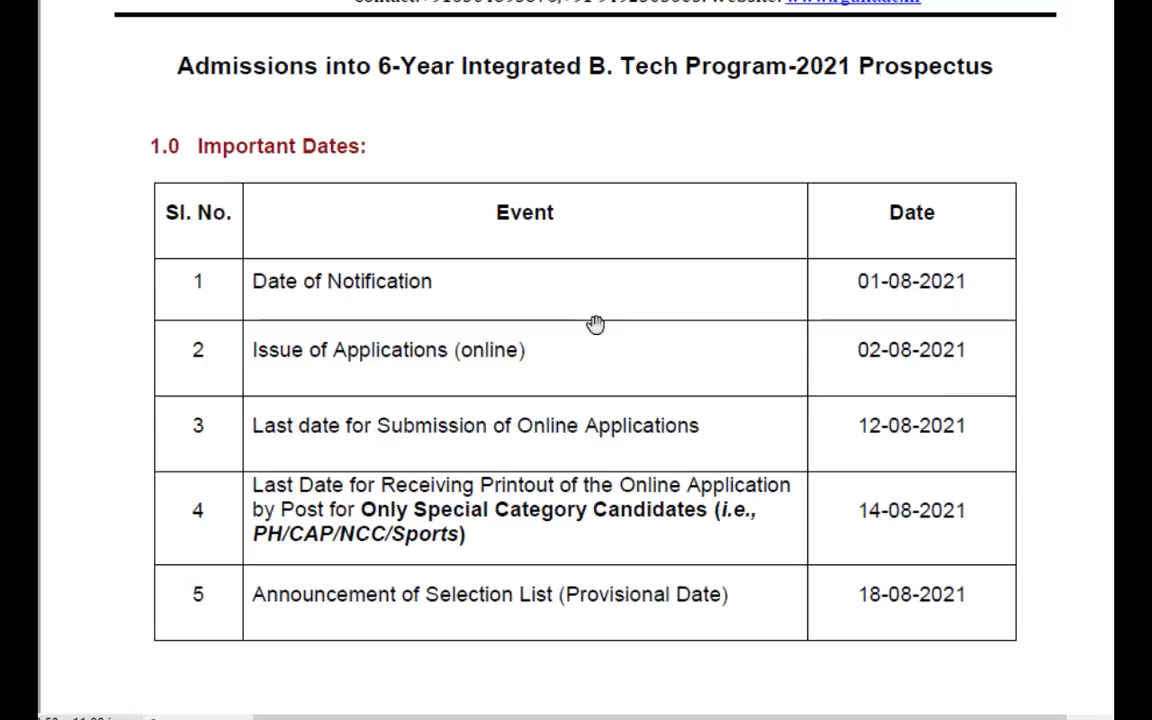 Admissions into 6-Year Integrated B. Tech Program-2021 Prospectus
1.0 Important Dates:
Sl. No. Event Date
1 Date of Notification 01-08-2021
2 Issue of Applications (online) 02-08-2021
3 Last date for Submission of Online Applications 12-08-2021
4 Last Date for Receiving Printout of the Online Application
by Post for Only Special Category Candidates (i.e., 14-08-2021
PH/CAP/NCC/Sports)
5 Announcement of Selection List (Provisional Date) 18-08-2021